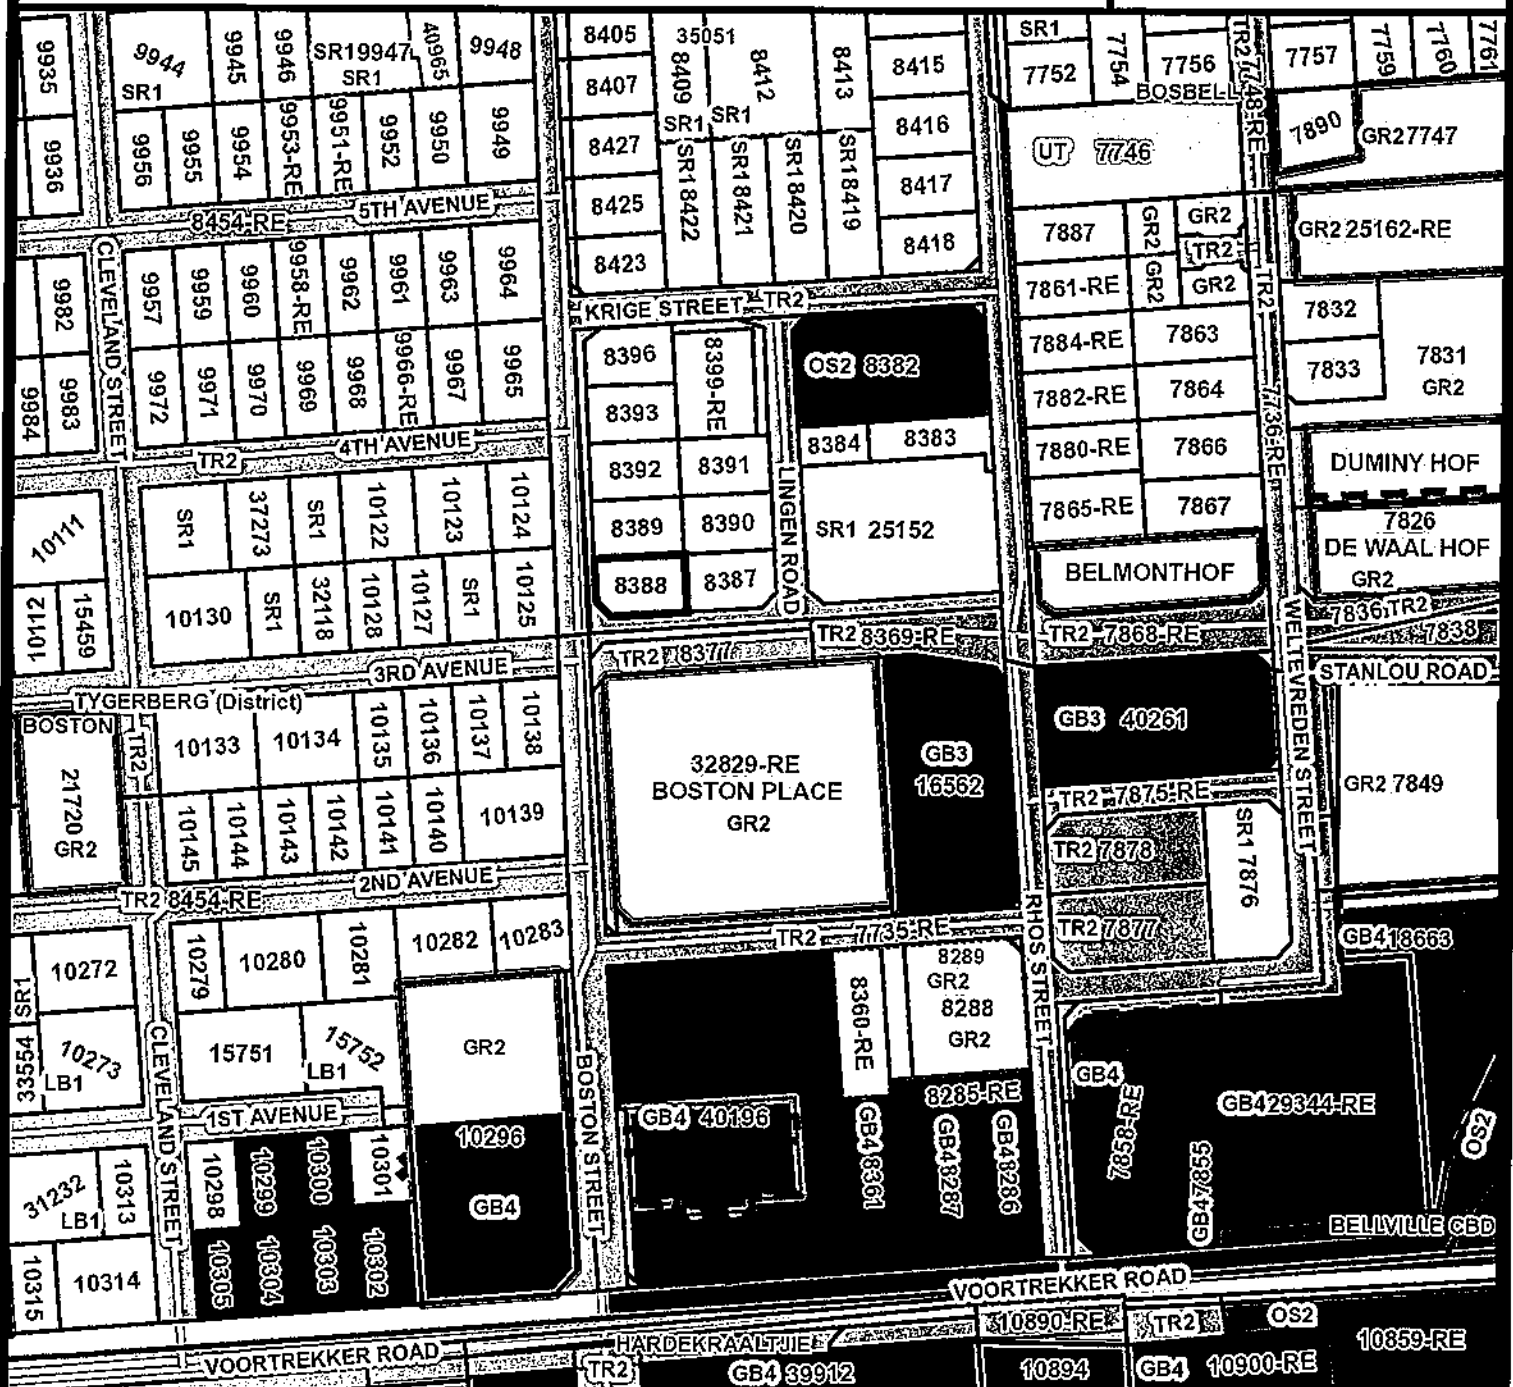 9935
9944
SR1
9945
9946
SR19947
SR1
40965
9948
8405
35051
8409
SR1
8412
SR1
8413
8415
SR1
7752
7754
7756
BOSBELL
TR2 7748-RE
7757
7759
7760
7761
8407
8427
8425
8423
8416
8417
8418
SR18422
SR18421
SR18420
SR18419
UT 7746
7890
GR27747
9936
9956
9955
9954
9953-RE
9951-RE
9952
9950
9949
8454-RE
5TH AVENUE
7887
GR2
GR2
TR2
GR2
GR2
GR2 25162-RE
7861-RE
TR2
9982
CLEVELAND STREET
9957
9959
9960
9958-RE
9962
9961
9963
9964
KRIGE STREET
TR2
7832
7833
7831
GR2
7884-RE
7863
7882-RE
7864
7880-RE
7866
7865-RE
7867
7736-RE
8396
8399-RE
8393
OS2 8382
8384
8383
9984
9983
9972
9971
9970
9969
9968
9966-RE
9967
9965
TR2
4TH AVENUE
8392
8391
8389
8390
8388
8387
LINGEN ROAD
SR1 25152
DUMINY HOF
7826
DE WAAL HOF
GR2
BELMONTHOF
10111
SR1
37273
SR1
10122
10123
10124
10112
15459
10130
SR1
32118
10128
10127
SR1
10125
3RD AVENUE
TR2 8377
TR2 8369-RE
TR2 7868-RE
7836 TR2
7838
STANLOU ROAD
WELTEVREDEN STREET
TYGERBERG (District)
BOSTON
TR2
21720
GR2
10133
10134
10135
10136
10137
10138
32829-RE
BOSTON PLACE
GR2
GB3
16562
GB3 40261
GR2 7849
TR2 7875-RE
TR2 7878
TR2 7877
SR1 7876
10145
10144
10143
10142
10141
10140
10139
TR2 8454-RE
2ND AVENUE
TR2 7735-RE
RHOS STREET
GB418663
10272
SR1
10279
10280
10281
10282
10283
33554
10273
LB1
CLEVELAND STREET
15751
15752
LB1
GR2
BOSTON STREET
8360-RE
8289
GR2
8288
GR2
8285-RE
GB4
7858-RE
GB429344-RE
OS2
1ST AVENUE
GB4 40196
GB4 8361
GB48287
GB48286
GB47855
31232
LB1
10313
10298
10299
10300
10301
10296
GB4
BELLVILLE CBD
10315
10314
10305
10304
10303
10302
VOORTREKKER ROAD
VOORTREKKER ROAD
HARDEKRAALTJIE
TR2
GB4 39912
10890-RE
10894
TR2
OS2
GB4 10900-RE
10859-RE